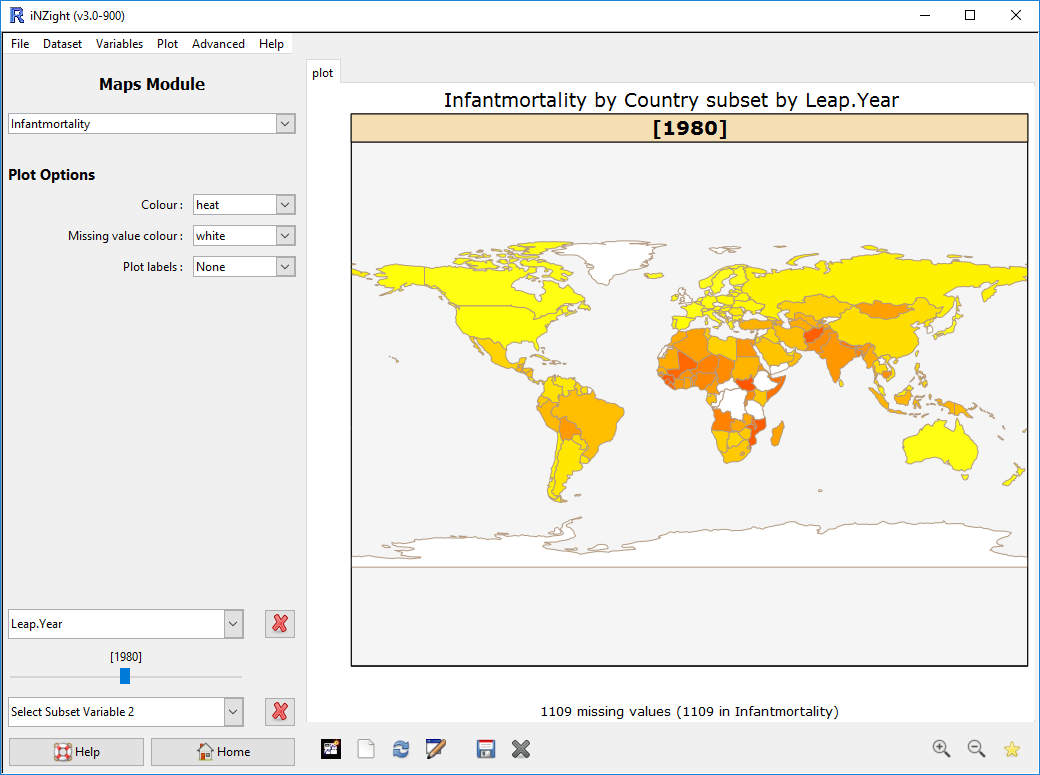 iNZight (v3.0-900)
File Dataset Variables Plot Advanced Help
Maps Module
Infantmortality
Plot Options
Colour: heat
Missing value colour: white
Plot labels: None
Leap.Year
[1980]
Select Subset Variable 2
Help
Home
plot
Infantmortality by Country subset by Leap.Year
[1980]
1109 missing values (1109 in Infantmortality)